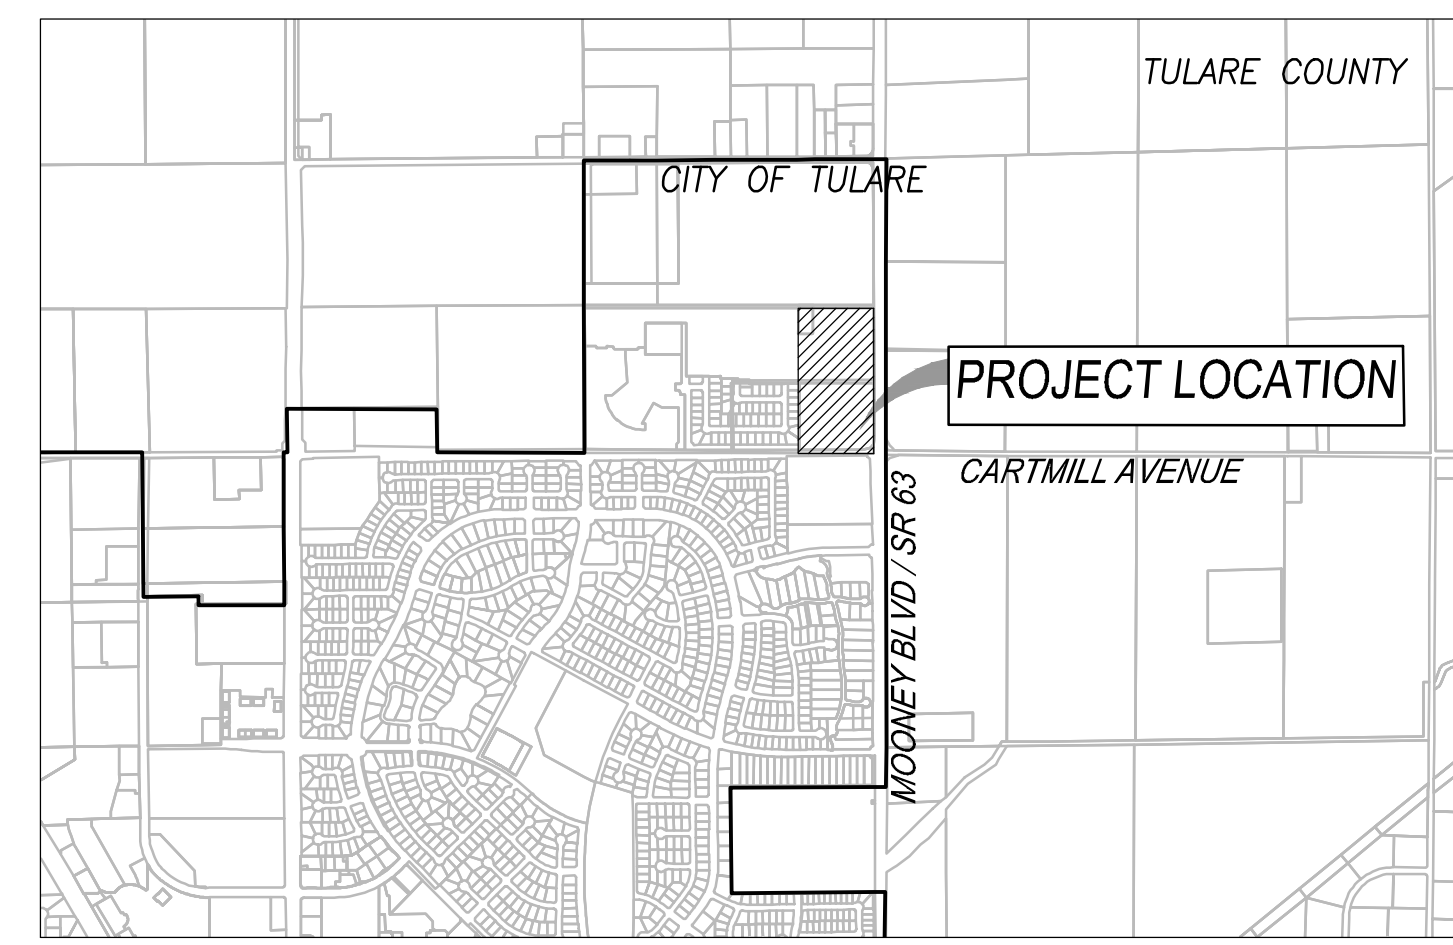 TULARE COUNTY
CITY OF TULARE
PROJECT LOCATION
CARTMILL AVENUE
MOONEY BLVD / SR 63